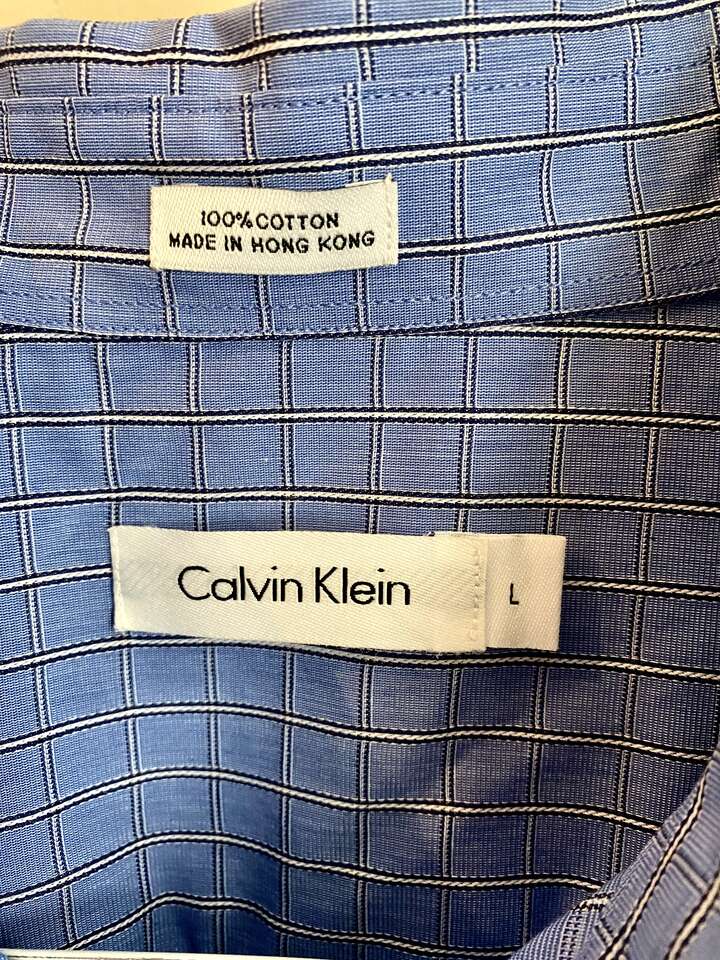 100% COTTON
MADE IN HONG KONG
Calvin Klein
L